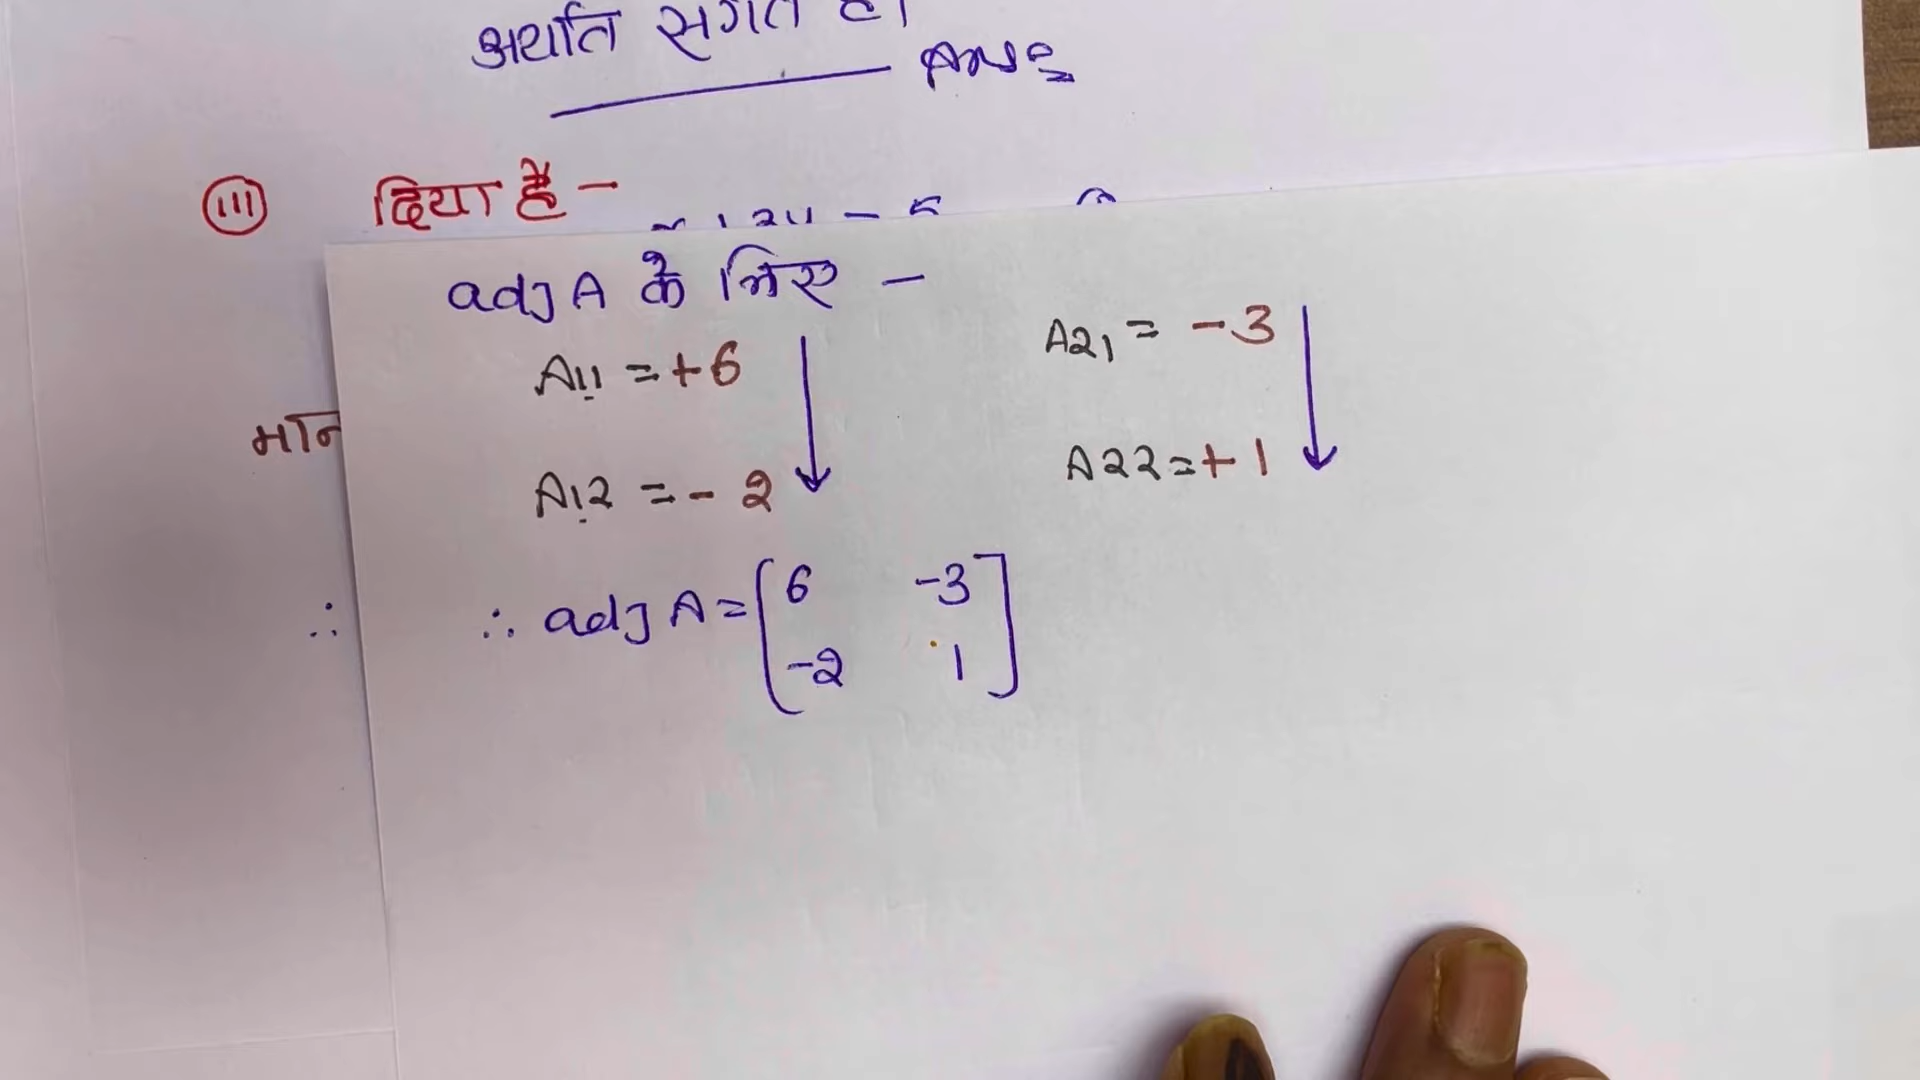 अर्थात संगत है।
Ans
(iii) दिया है –
adj A के लिए –
A11 = +6
A21 = -3
मान
A12 = - 2
A22 = + 1
∴ ∴ adj A = [6 -3
-2 1]